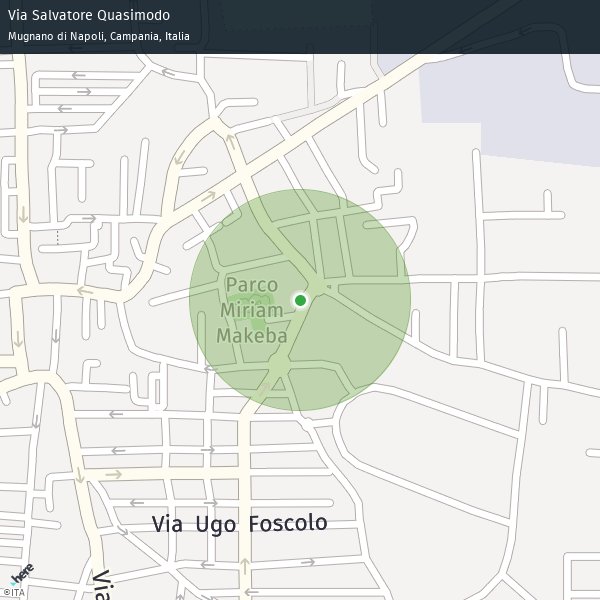 Via Salvatore Quasimodo
Mugnano di Napoli, Campania, Italia
Parco
Miriam
Makeba
Via Ugo Foscolo
Via
here
©ITA